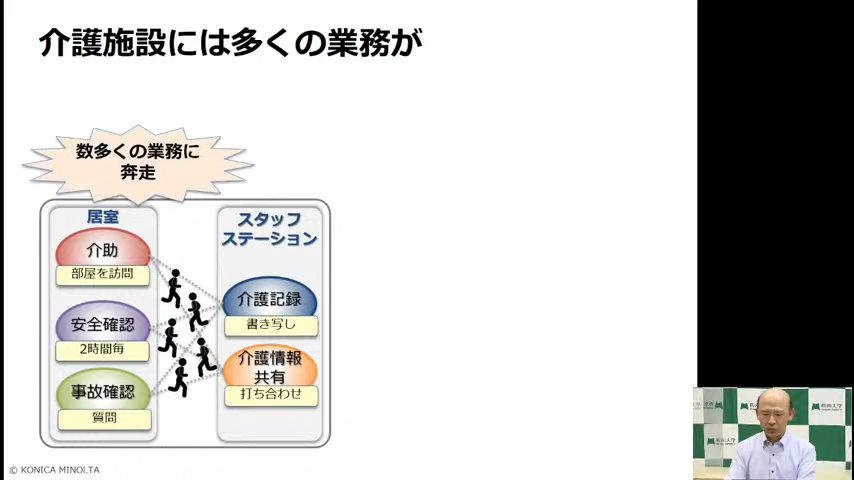 介護施設には多くの業務が
数多くの業務に
奔走
居室
介助
部屋を訪問
安全確認
2時間毎
事故確認
質問
スタッフ
ステーション
介護記録
書き写し
介護情報
共有
打ち合わせ
© KONICA MINOLTA